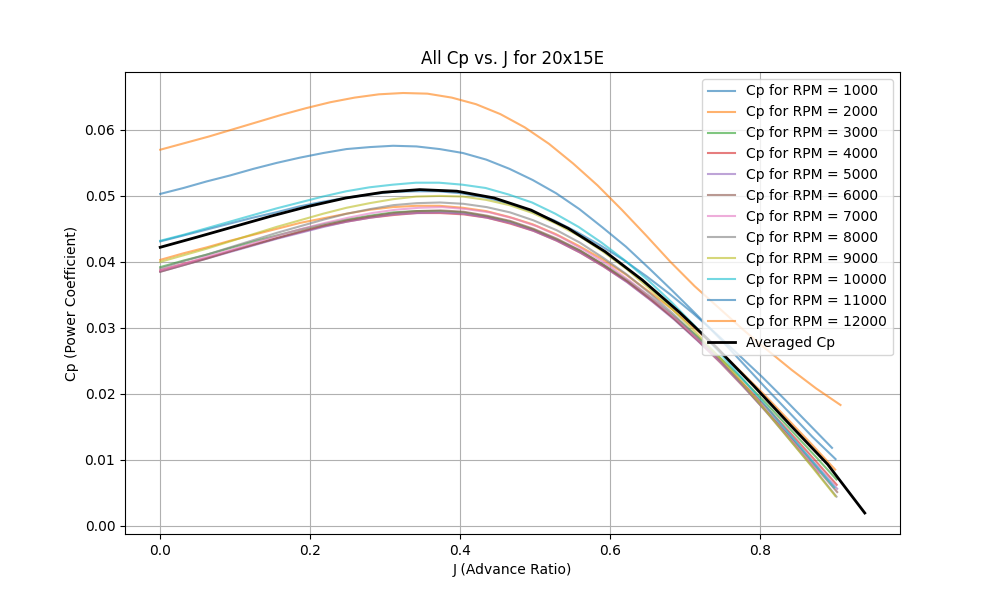 All Cp vs. J for 20x15E
Cp (Power Coefficient)
0.06
0.05
0.04
0.03
0.02
0.01
0.00
Cp for RPM = 1000
Cp for RPM = 2000
Cp for RPM = 3000
Cp for RPM = 4000
Cp for RPM = 5000
Cp for RPM = 6000
Cp for RPM = 7000
Cp for RPM = 8000
Cp for RPM = 9000
Cp for RPM = 10000
Cp for RPM = 11000
Cp for RPM = 12000
Averaged Cp
0.0 0.2 0.4 0.6 0.8
J (Advance Ratio)